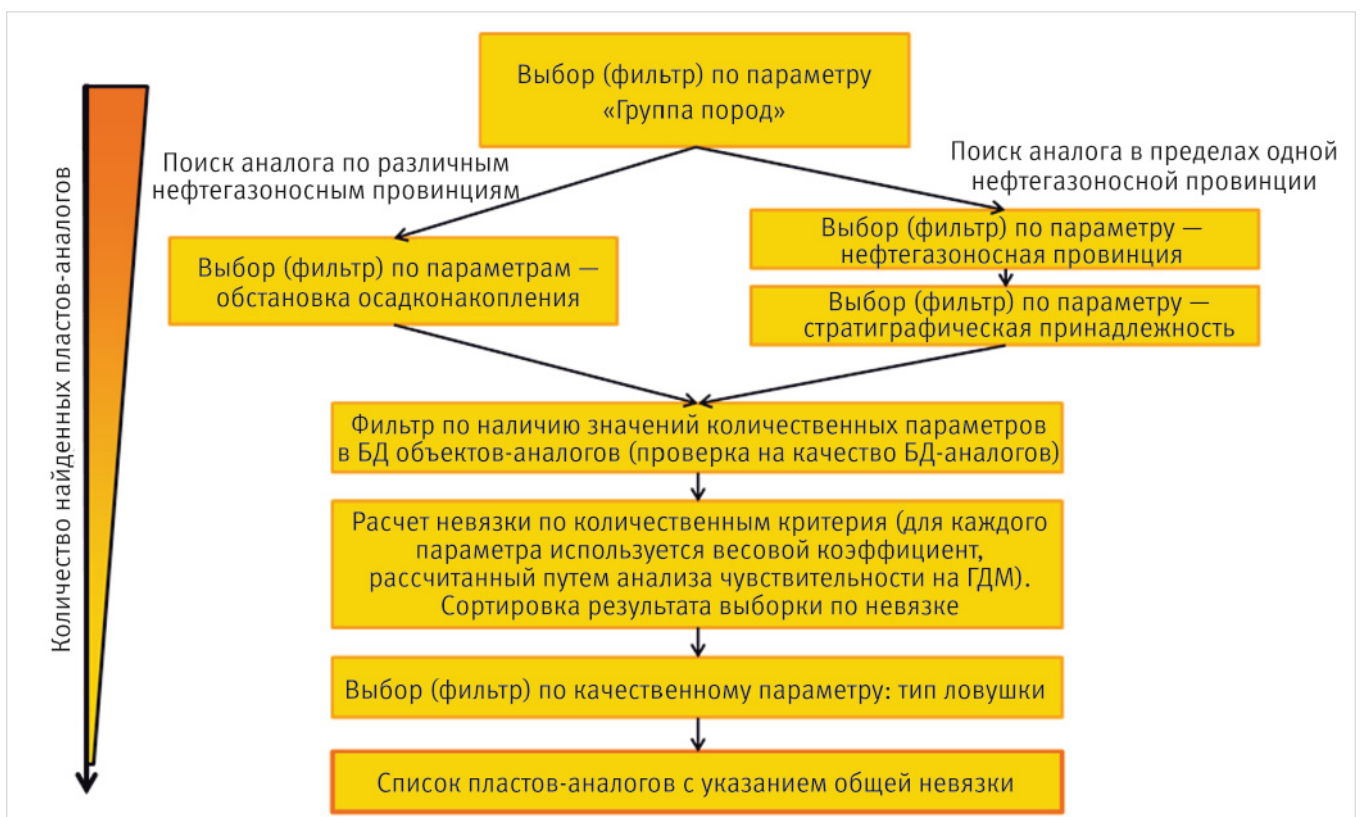 Выбор (фильтр) по параметру
«Группа пород»
Поиск аналога по различным
нефтегазоносным провинциям
Поиск аналога в пределах одной
нефтегазоносной провинции
Выбор (фильтр) по параметрам —
обстановка осадконакопления
Выбор (фильтр) по параметру —
нефтегазоносная провинция
Выбор (фильтр) по параметру —
стратиграфическая принадлежность
Фильтр по наличию значений количественных параметров
в БД объектов-аналогов (проверка на качество БД-аналогов)
Расчет невязки по количественным критерия (для каждого
параметра используется весовой коэффициент,
рассчитанный путем анализа чувствительности на ГДМ).
Сортировка результата выборки по невязке
Выбор (фильтр) по качественному параметру: тип ловушки
Список пластов-аналогов с указанием общей невязки
Количество найденных пластов-аналогов